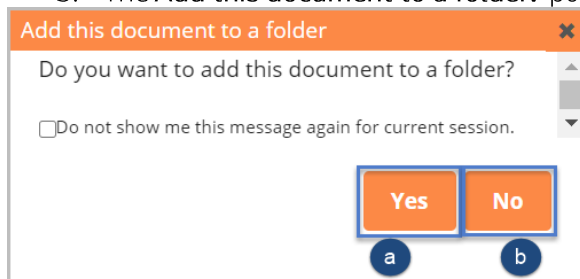 Add this document to a folder
Do you want to add this document to a folder?
Do not show me this message again for current session.
Yes No
a b